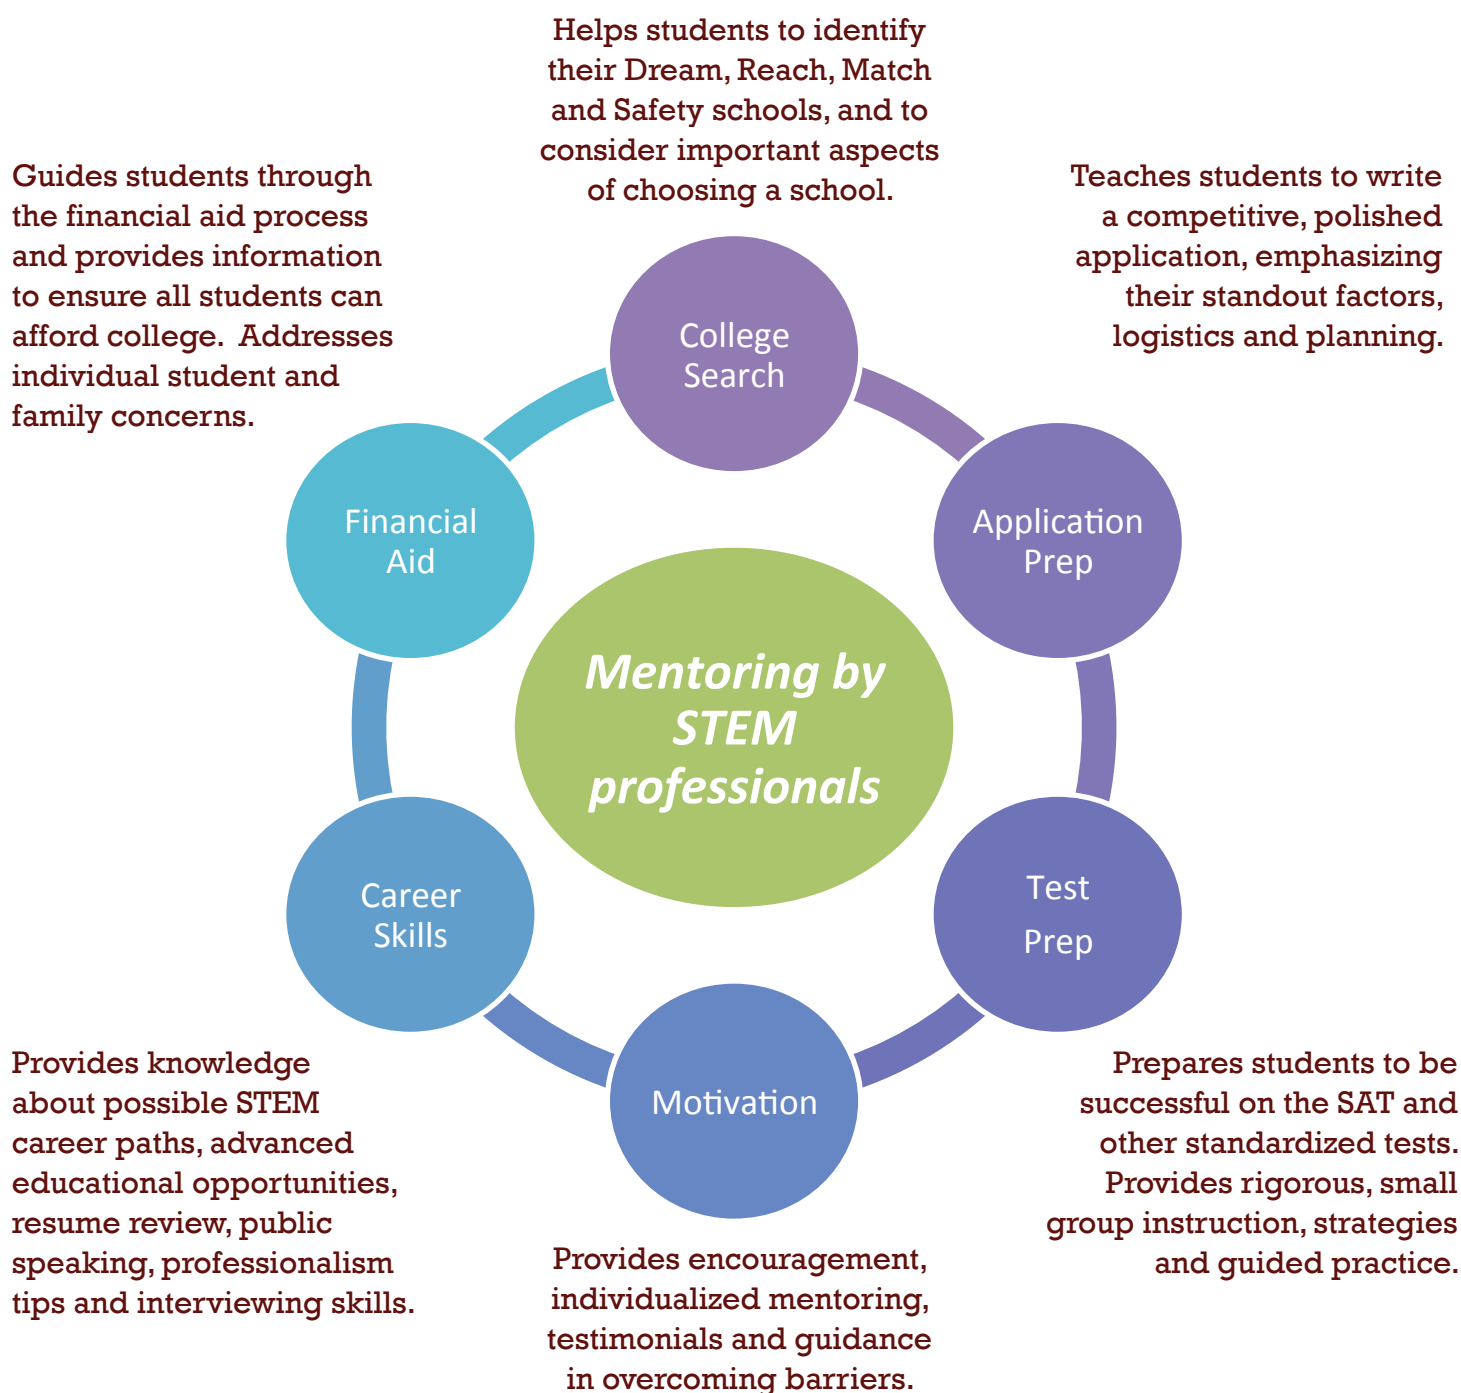 Helps students to identify
their Dream, Reach, Match
and Safety schools, and to
consider important aspects
of choosing a school.
Guides students through
the financial aid process
and provides information
to ensure all students can
afford college.  Addresses
individual student and
family concerns.
Teaches students to write
a competitive, polished
application, emphasizing
their standout factors,
logistics and planning.
College
Search
Financial
Aid
Application
Prep
Mentoring by
STEM
professionals
Career
Skills
Test
Prep
Motivation
Provides knowledge
about possible STEM
career paths, advanced
educational opportunities,
resume review, public
speaking, professionalism
tips and interviewing skills.
Prepares students to be
successful on the SAT and
other standardized tests.
Provides rigorous, small
group instruction, strategies
and guided practice.
Provides encouragement,
individualized mentoring,
testimonials and guidance
in overcoming barriers.